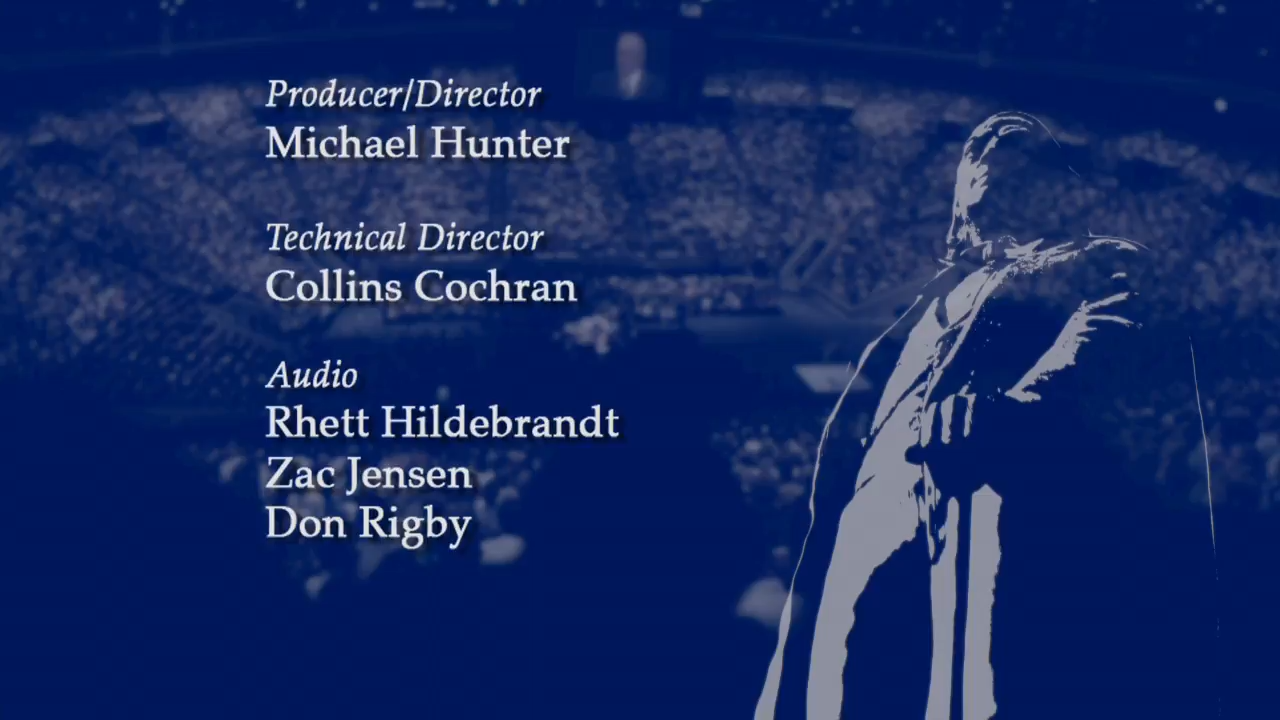 Producer/Director
Michael Hunter
Technical Director
Collins Cochran
Audio
Rhett Hildebrandt
Zac Jensen
Don Rigby